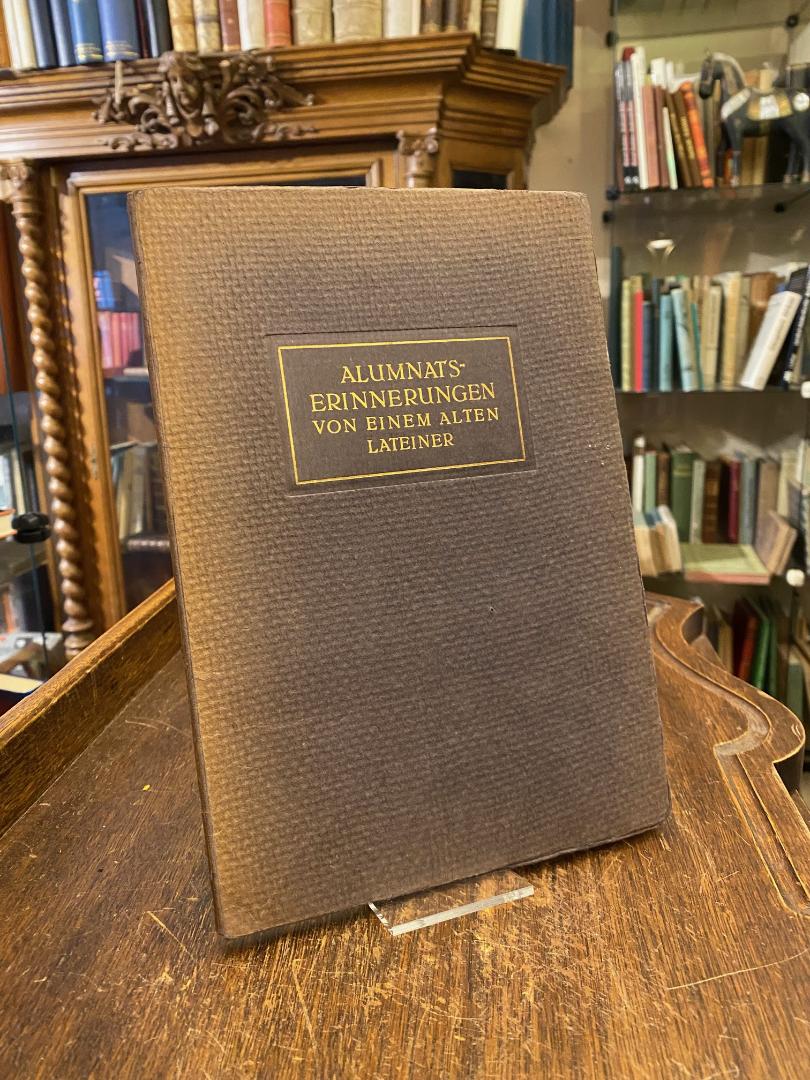 ALUMNATS-
ERINNERUNGEN
VON EINEM ALTEN
LATEINER